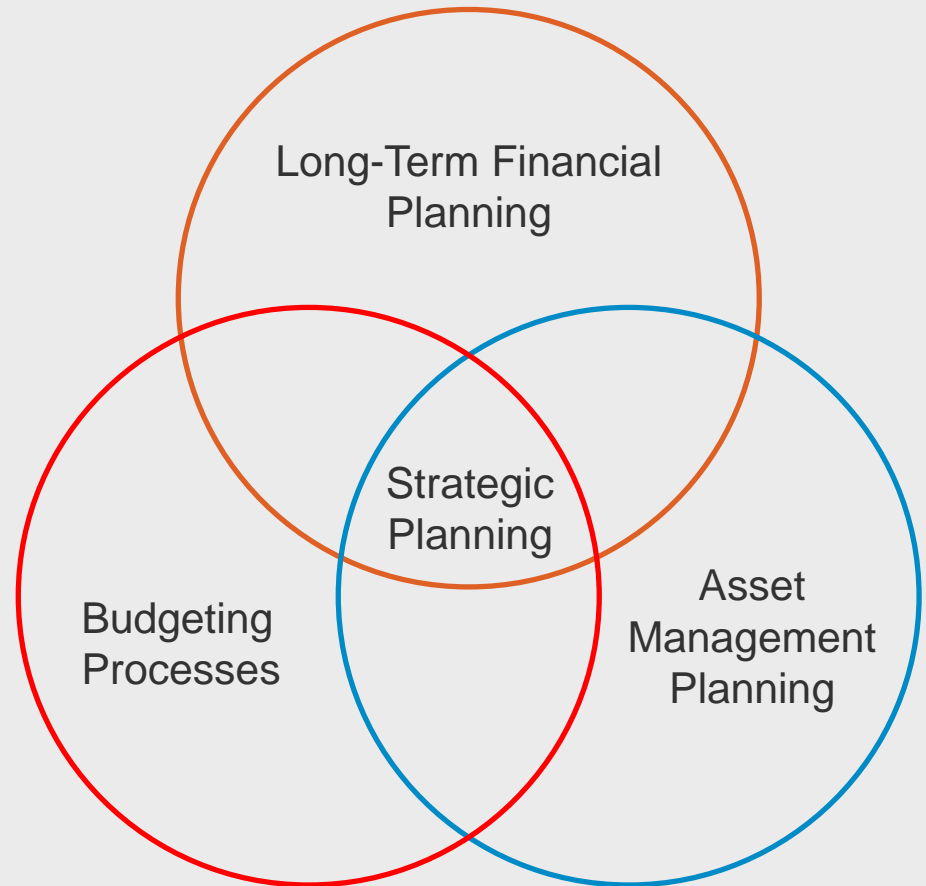 Long-Term Financial
Planning
Strategic
Planning
Budgeting
Processes
Asset
Management
Planning